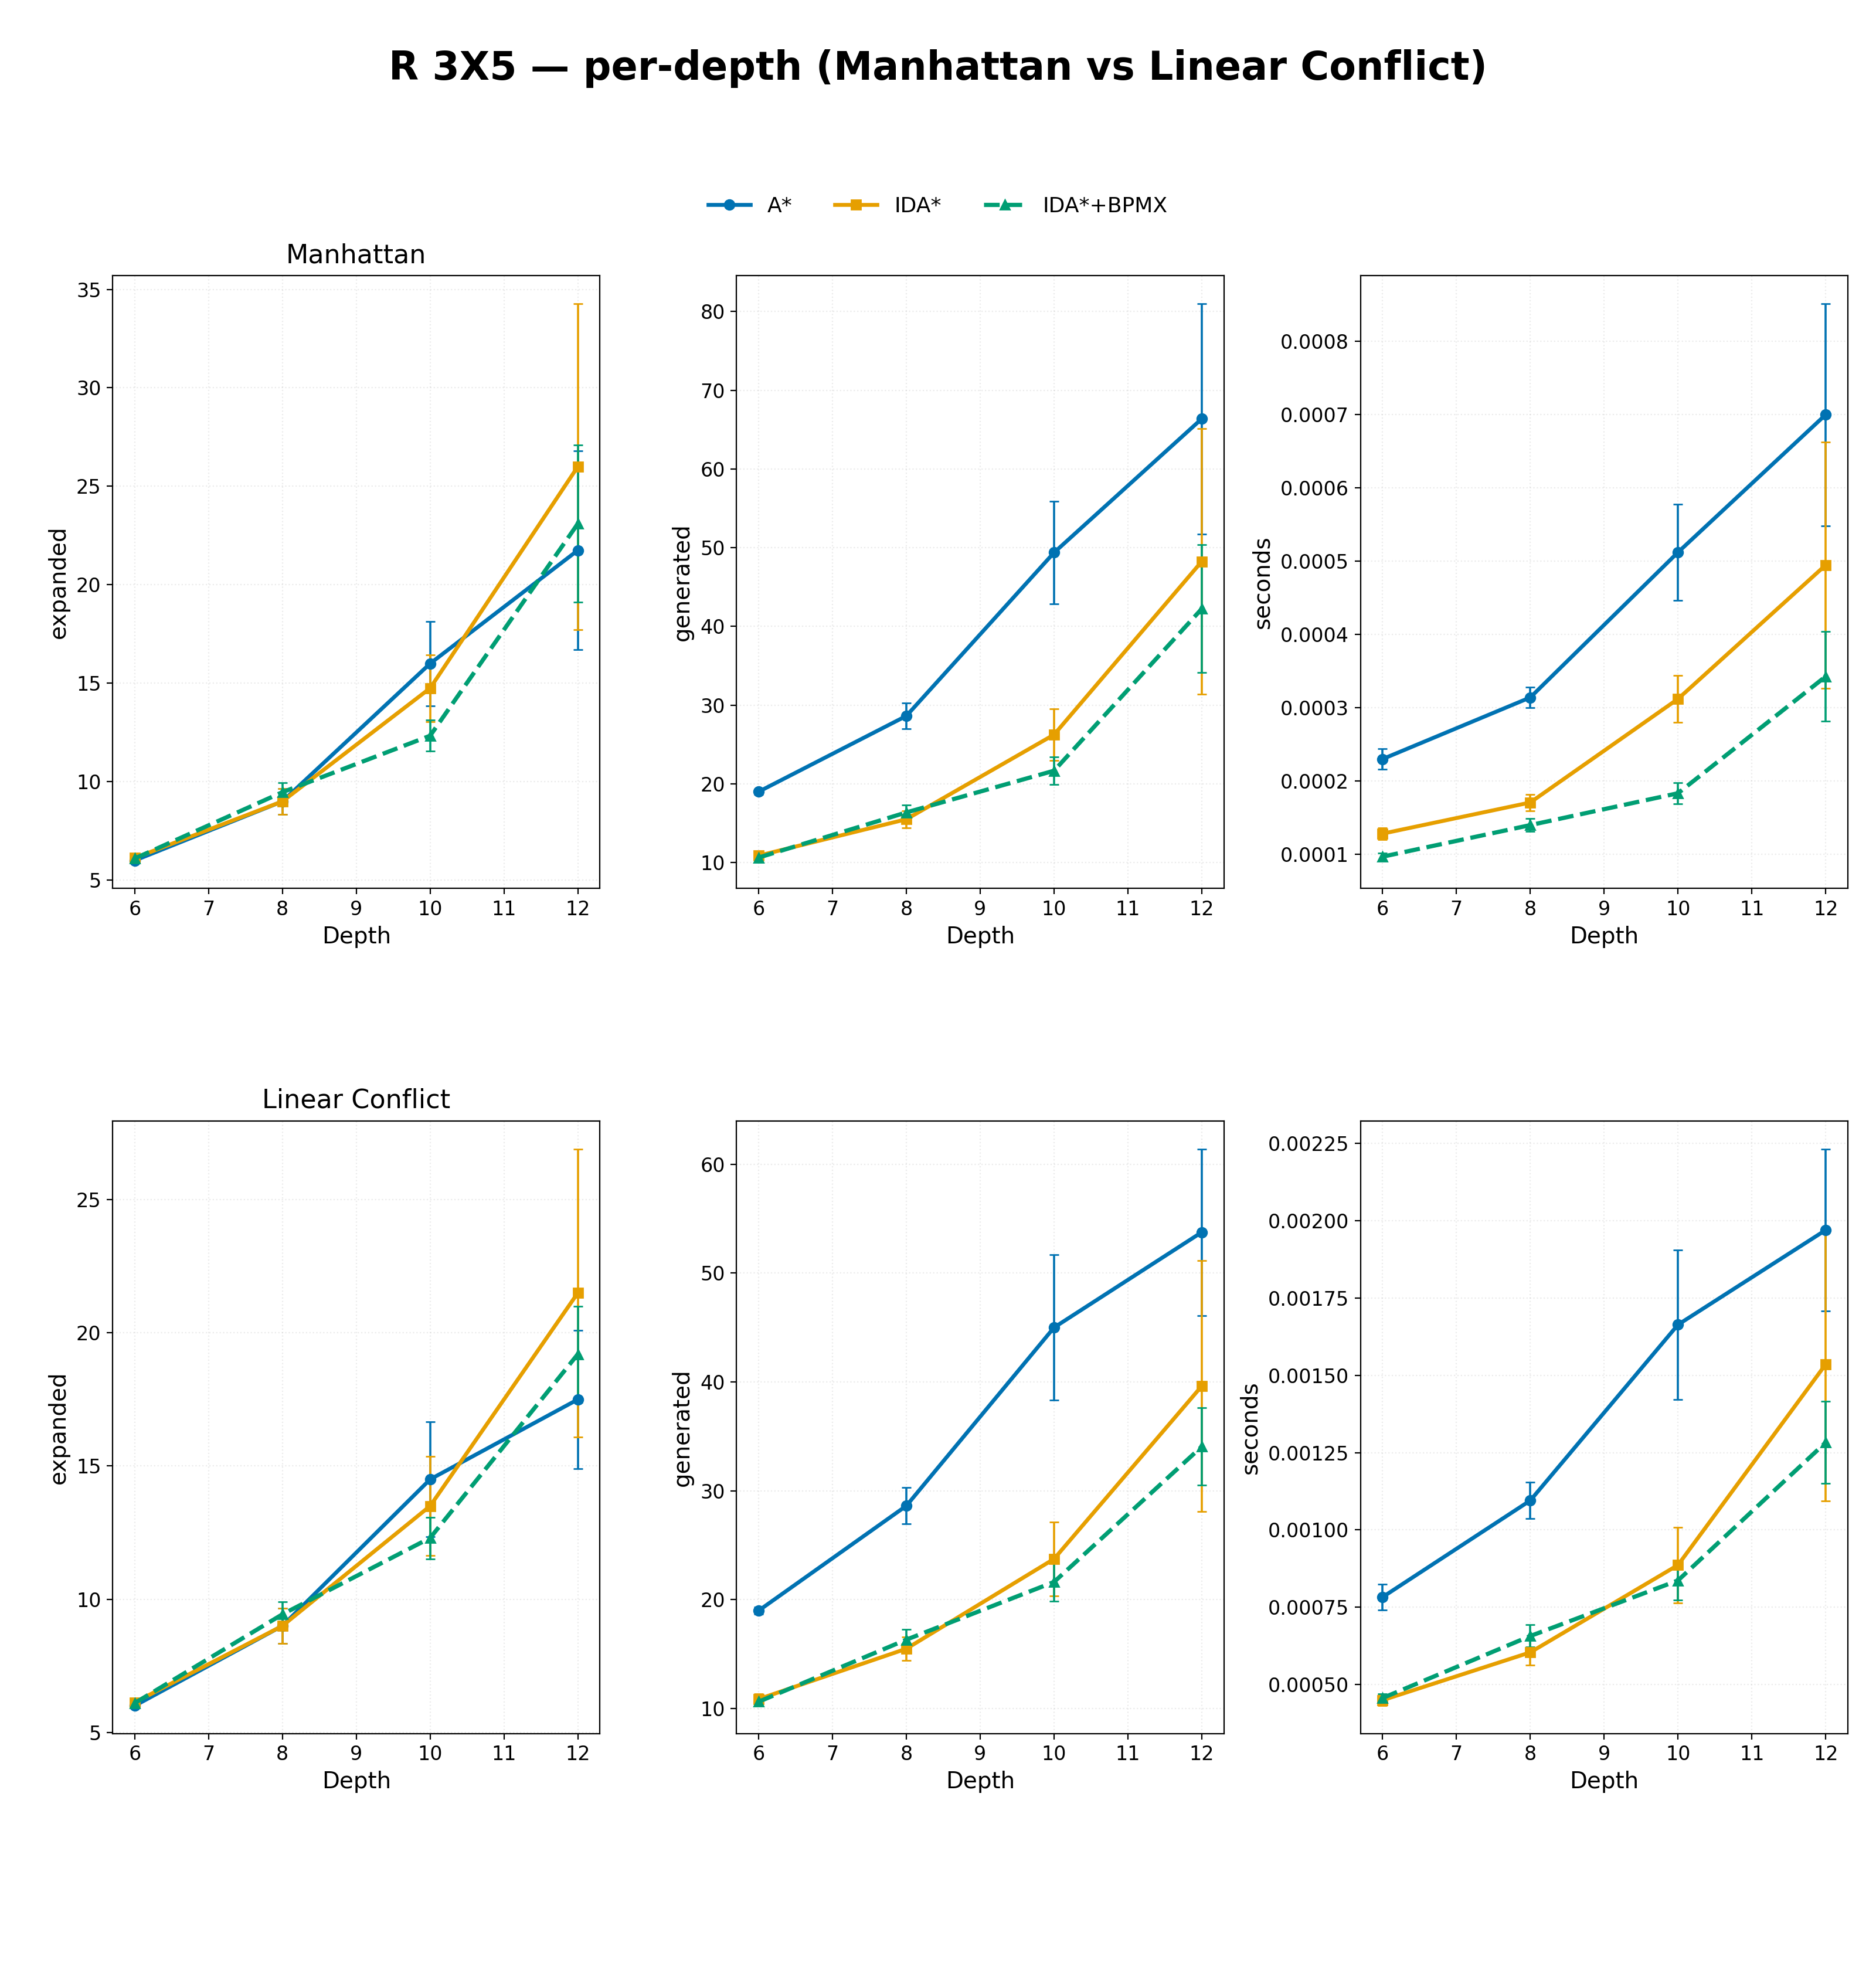 R 3X5 — per-depth (Manhattan vs Linear Conflict)
A* IDA* IDA*+BPMX
Manhattan
expanded
35
30
25
20
15
10
5
6 7 8 9 10 11 12
Depth
generated
80
70
60
50
40
30
20
10
6 7 8 9 10 11 12
Depth
seconds
0.0008
0.0007
0.0006
0.0005
0.0004
0.0003
0.0002
0.0001
6 7 8 9 10 11 12
Depth
Linear Conflict
expanded
25
20
15
10
5
6 7 8 9 10 11 12
Depth
generated
60
50
40
30
20
10
6 7 8 9 10 11 12
Depth
seconds
0.00225
0.00200
0.00175
0.00150
0.00125
0.00100
0.00075
0.00050
6 7 8 9 10 11 12
Depth